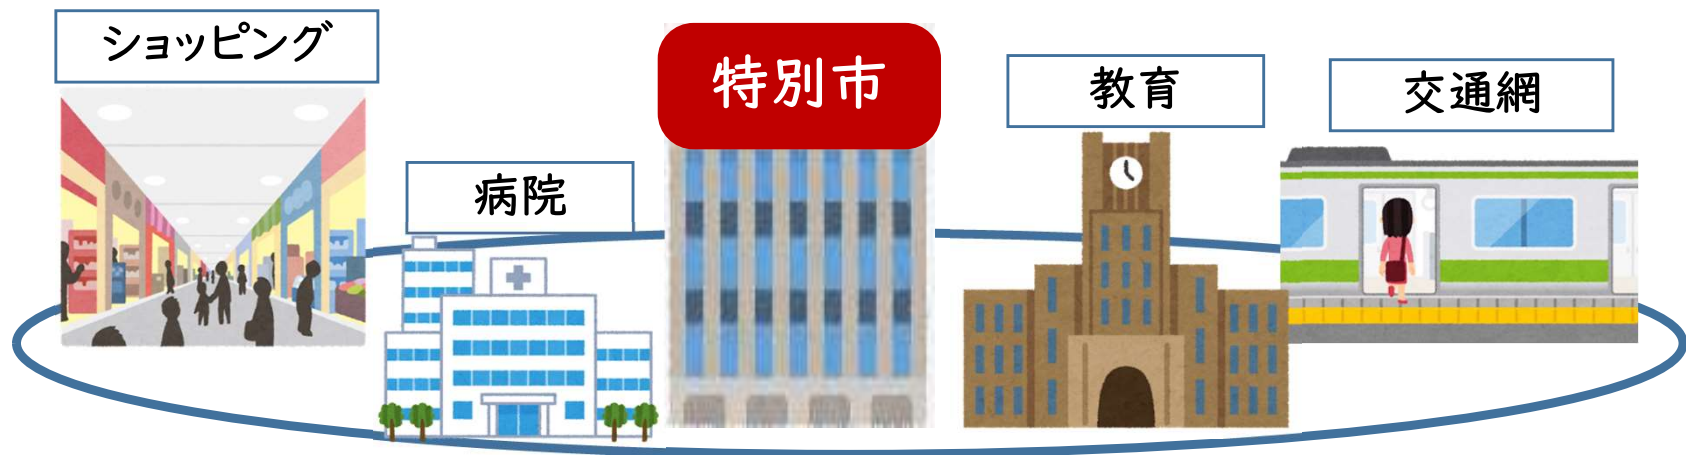 ショッピング
病院
特別市
教育
交通網